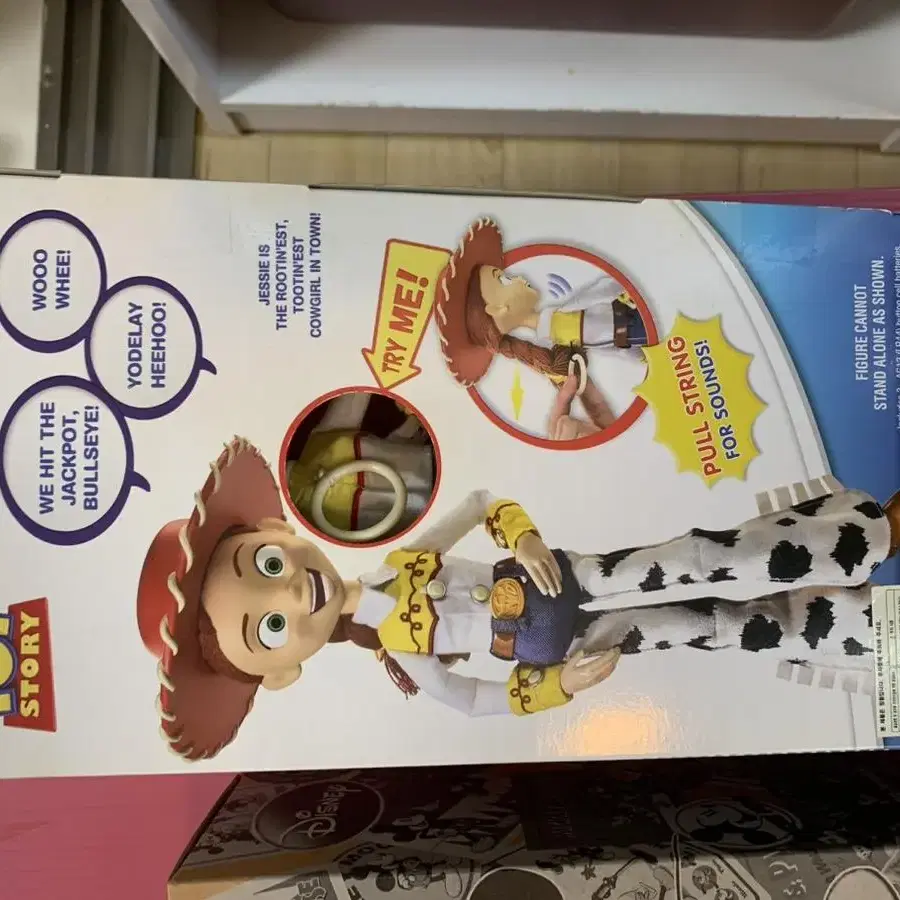 WOOO
WHEE!
YODELAY
HEEHOO!
WE HIT THE
JACKPOT,
BULLSEYE!
JESSIE IS
THE ROOTIN'EST,
TOOTIN'EST
COWGIRL IN TOWN!
TRY ME!
PULL STRING
FOR SOUNDS!
FIGURE CANNOT
STAND ALONE AS SHOWN.
TOY
STORY
Disney